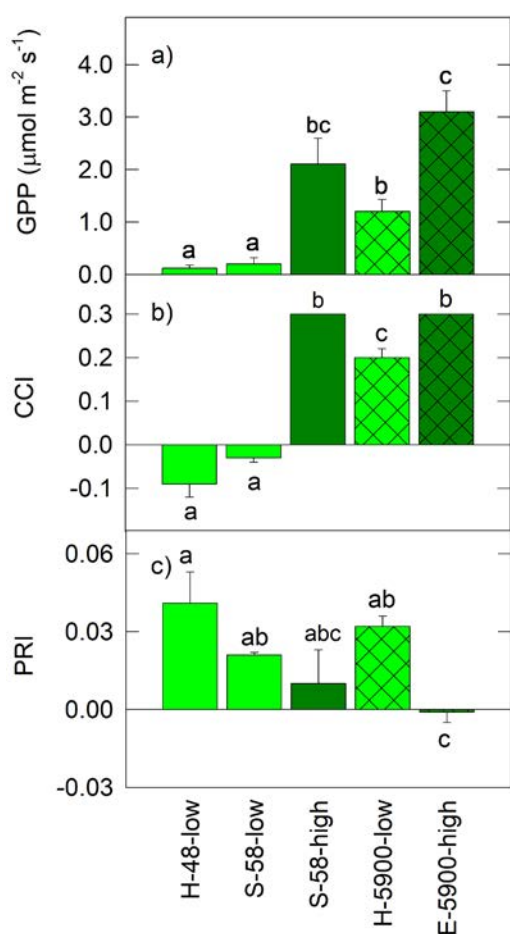 a)
GPP (μmol m⁻² s⁻¹)
4.0
3.0
2.0
1.0
0.0
a
a
bc
b
c
b)
CCI
0.3
0.2
0.1
0.0
-0.1
a
a
b
c
b
c)
PRI
0.06
0.03
0.00
-0.03
a
ab
abc
ab
c
H-48-low
S-58-low
S-58-high
H-5900-low
E-5900-high